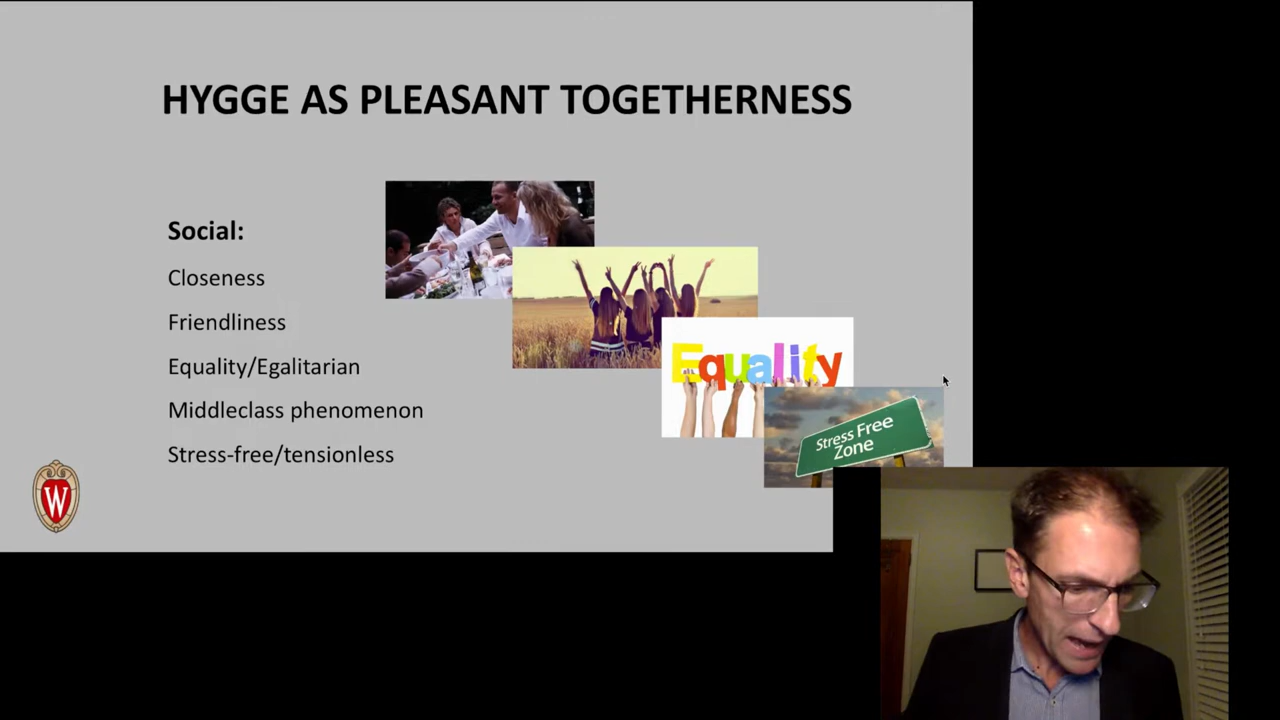 HYGGE AS PLEASANT TOGETHERNESS
Social:
Closeness
Friendliness
Equality/Egalitarian
Middleclass phenomenon
Stress-free/tensionless
Equality
Stress Free
Zone
W